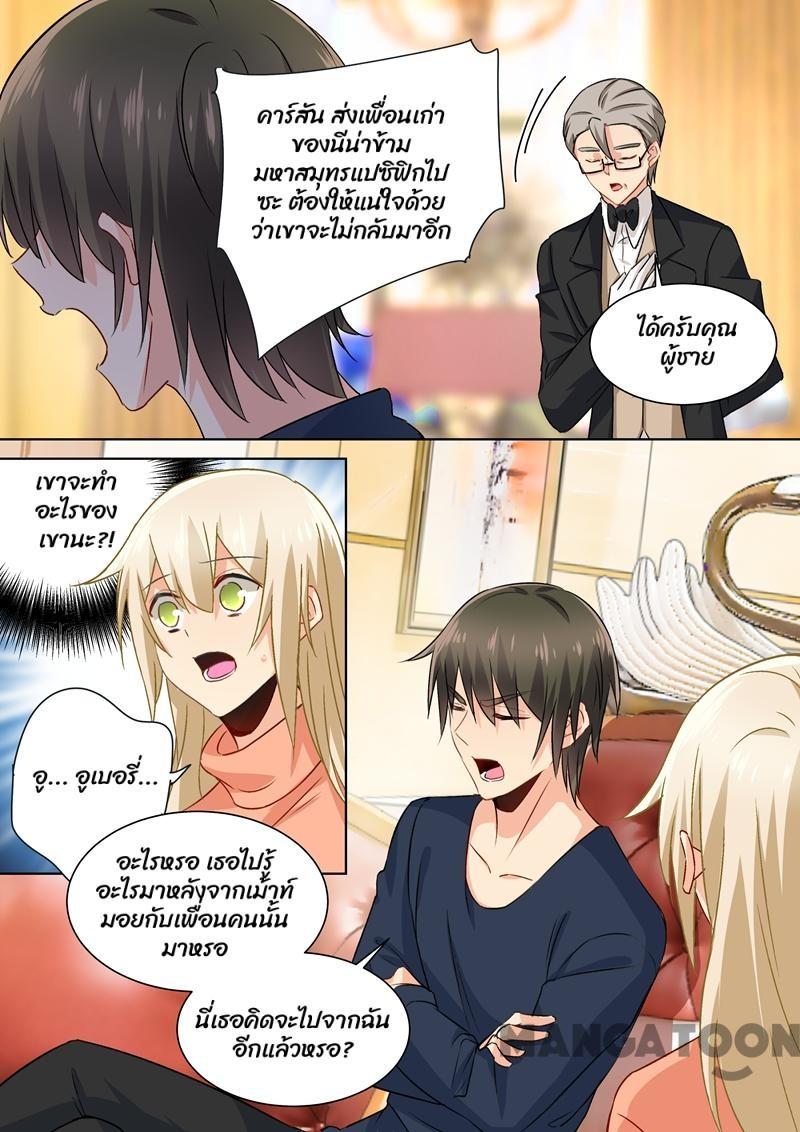 คาร์สัน ส่งเพื่อนเก่า
ของนีน่าข้าม
มหาสมุทรแปซิฟิกไป
ซะ ต้องให้แน่ใจด้วย
ว่าเขาจะไม่กลับมาอีก
ได้ครับคุณ
ผู้ชาย
เขาจะทำ
อะไรของ
เขานะ?!
อู... อูเบอรี่...
อะไรหรอ เธอไปรู้
อะไรมาหลังจากเม้าท์
มอยกับเพื่อนคนนั้น
มาหรอ
นี่เธอคิดจะไปจากฉัน
อีกแล้วหรอ?
MANGATOON